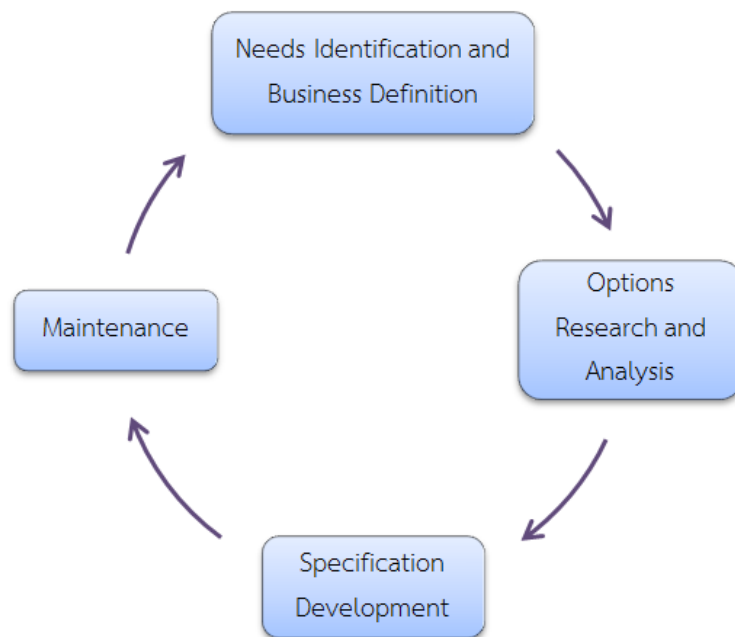 Needs Identification and
Business Definition
Options
Research and
Analysis
Specification
Development
Maintenance